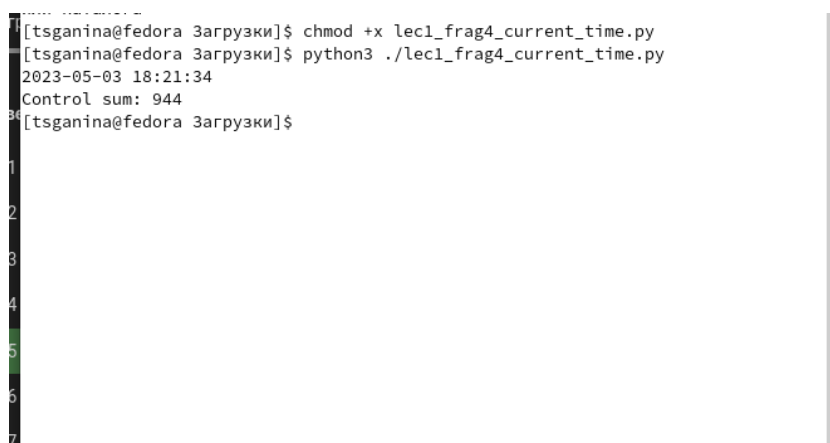 [tsganina@fedora Загрузки]$ chmod +x lec1_frag4_current_time.py
[tsganina@fedora Загрузки]$ python3 ./lec1_frag4_current_time.py
2023-05-03 18:21:34
Control sum: 944
[tsganina@fedora Загрузки]$
1
2
3
4
5
6
7